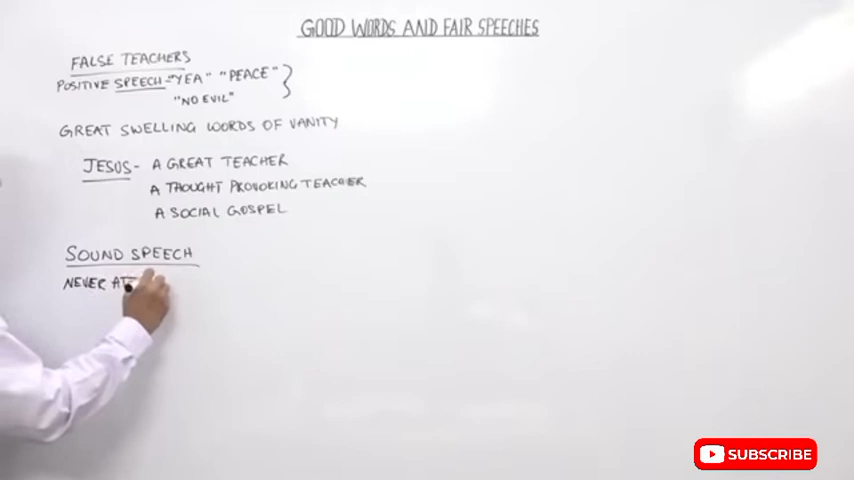 GOOD WORDS AND FAIR SPEECHES
FALSE TEACHERS
POSITIVE SPEECH - "YEA" "PEACE"
"NO EVIL"
GREAT SWELLING WORDS OF VANITY
JESUS - A GREAT TEACHER
A THOUGHT PROVOKING TEACHER
A SOCIAL GOSPEL
SOUND SPEECH
NEVER
SUBSCRIBE